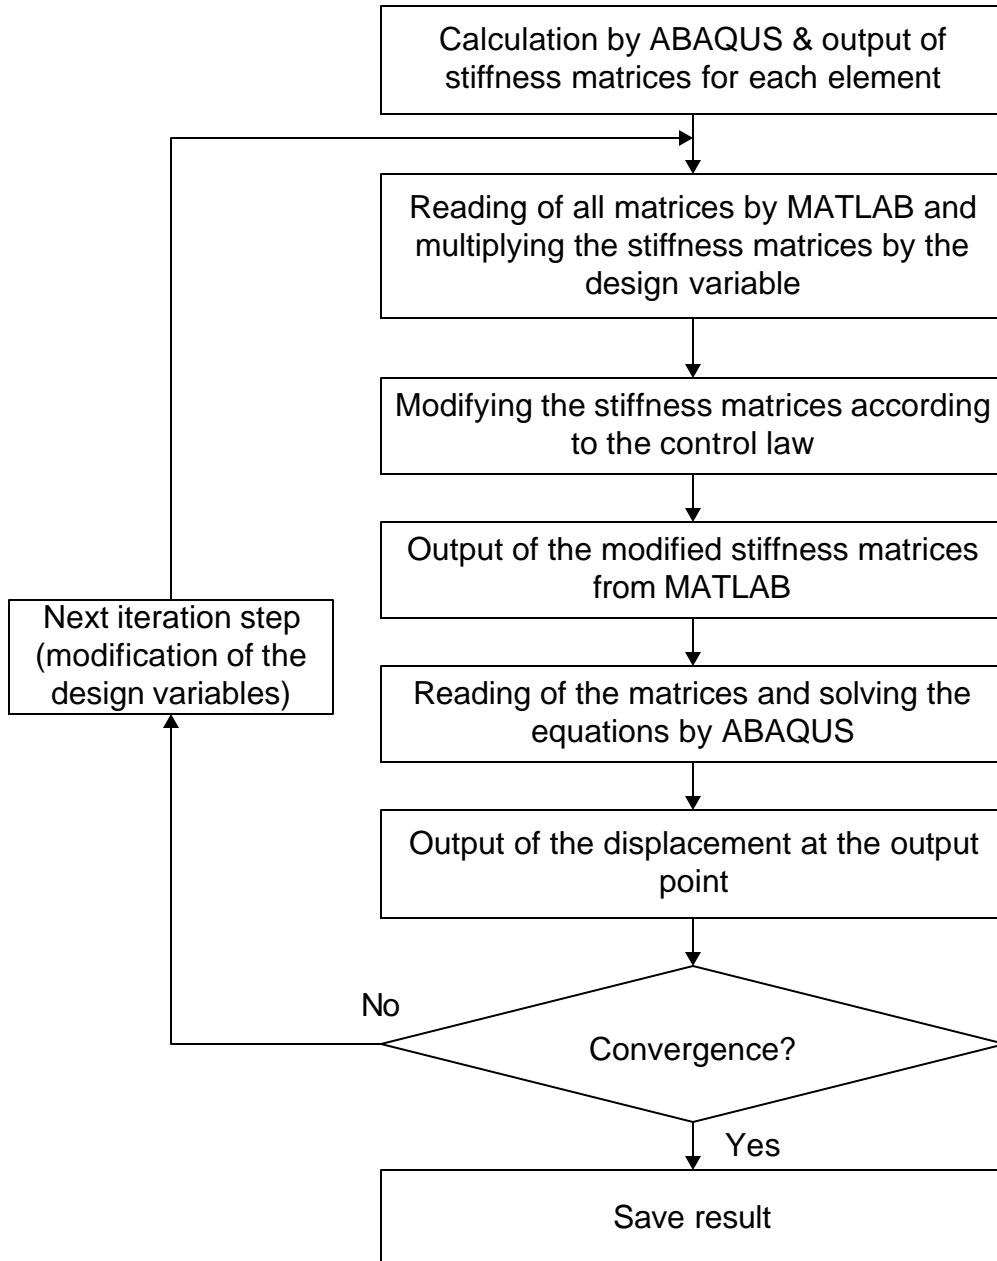 Calculation by ABAQUS & output of
stiffness matrices for each element
Reading of all matrices by MATLAB and
multiplying the stiffness matrices by the
design variable
Modifying the stiffness matrices according
to the control law
Output of the modified stiffness matrices
from MATLAB
Next iteration step
(modification of the
design variables)
Reading of the matrices and solving the
equations by ABAQUS
Output of the displacement at the output
point
No
Convergence?
Yes
Save result